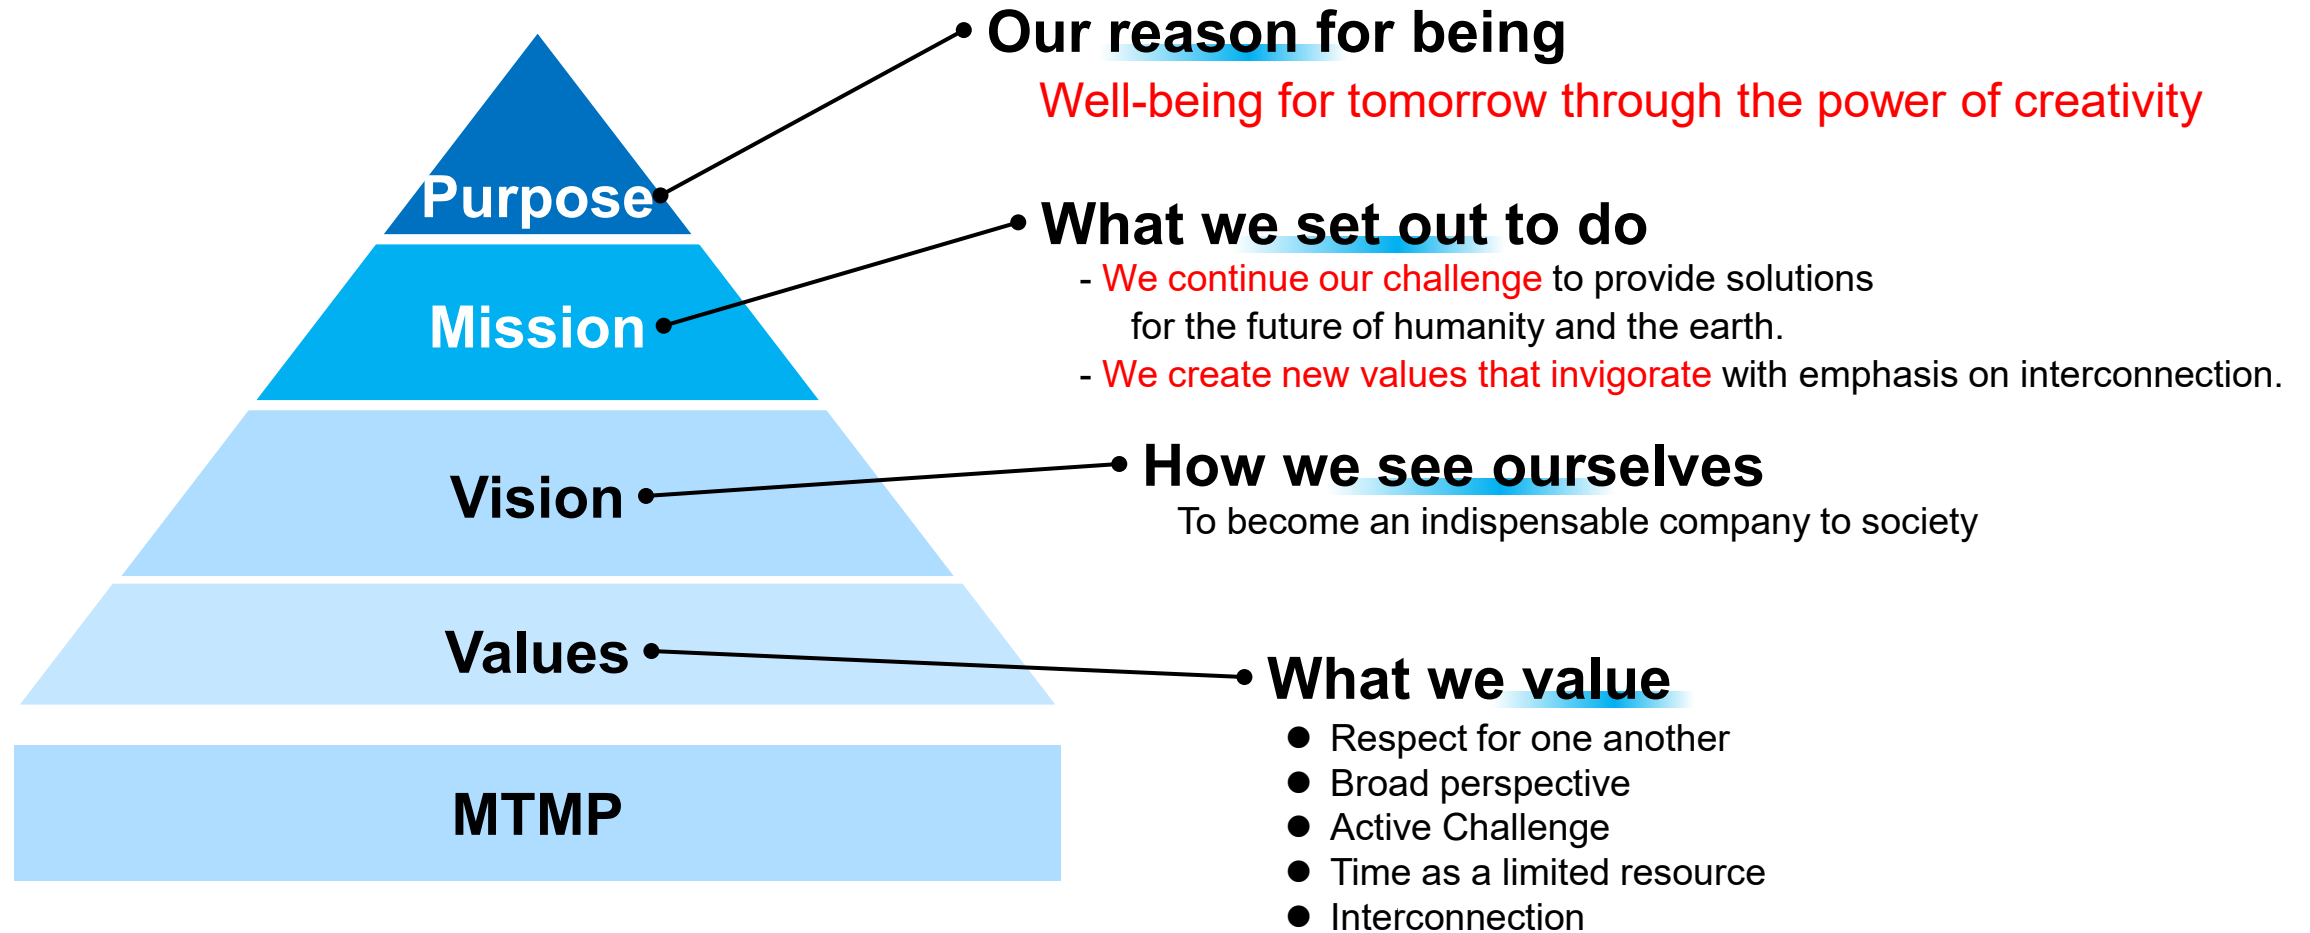 Our reason for being
Well-being for tomorrow through the power of creativity
Purpose
What we set out to do
- We continue our challenge to provide solutions
for the future of humanity and the earth.
- We create new values that invigorate with emphasis on interconnection.
Mission
How we see ourselves
To become an indispensable company to society
Vision
Values
What we value
● Respect for one another
● Broad perspective
● Active Challenge
● Time as a limited resource
● Interconnection
MTMP